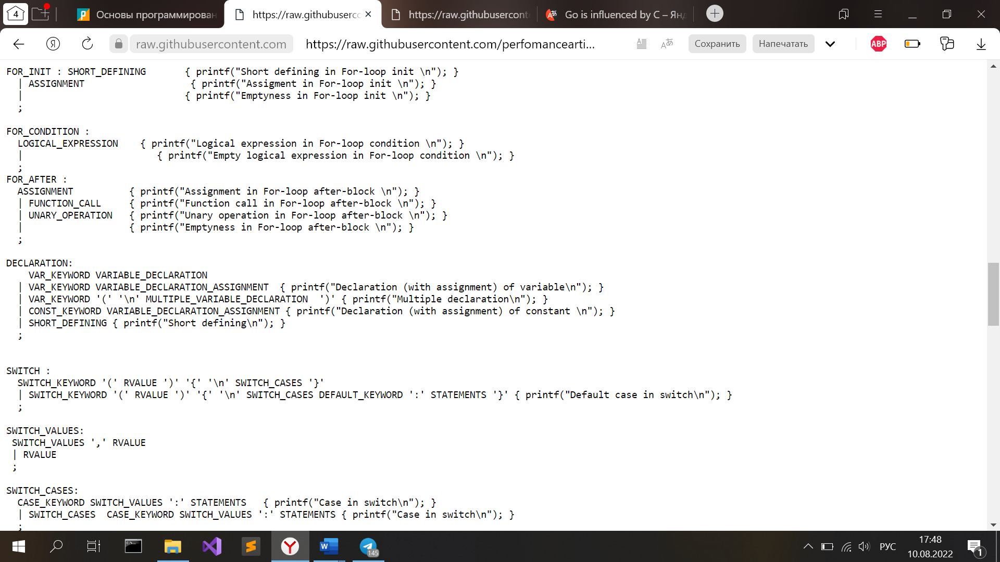 4
Основы программирован
https://raw.githubuserc
https://raw.githubusercont
Go is influenced by C – Янд
raw.githubusercontent.com
https://raw.githubusercontent.com/perfomancearti...
Сохранить
Напечатать
ABP
FOR_INIT : SHORT_DEFINING       { printf("Short defining in For-loop init \n"); }
  | ASSIGNMENT                   { printf("Assigment in For-loop init \n"); }
  |                             { printf("Emptyness in For-loop init \n"); }
  ;
FOR_CONDITION :
  LOGICAL_EXPRESSION    { printf("Logical expression in For-loop condition \n"); }
  |                        { printf("Empty logical expression in For-loop condition \n"); }
  ;
FOR_AFTER :
  ASSIGNMENT          { printf("Assignment in For-loop after-block \n"); }
  | FUNCTION_CALL     { printf("Function call in For-loop after-block \n"); }
  | UNARY_OPERATION   { printf("Unary operation in For-loop after-block \n"); }
  |                   { printf("Emptyness in For-loop after-block \n"); }
  ;
DECLARATION:
    VAR_KEYWORD VARIABLE_DECLARATION
  | VAR_KEYWORD VARIABLE_DECLARATION_ASSIGNMENT  { printf("Declaration (with assignment) of variable\n"); }
  | VAR_KEYWORD '(' '\n' MULTIPLE_VARIABLE_DECLARATION  ')' { printf("Multiple declaration\n"); }
  | CONST_KEYWORD VARIABLE_DECLARATION_ASSIGNMENT { printf("Declaration (with assignment) of constant \n"); }
  | SHORT_DEFINING { printf("Short defining\n"); }
  ;
SWITCH :
  SWITCH_KEYWORD '(' RVALUE ')' '{' '\n' SWITCH_CASES '}'
  | SWITCH_KEYWORD '(' RVALUE ')' '{' '\n' SWITCH_CASES DEFAULT_KEYWORD ':' STATEMENTS '}' { printf("Default case in switch\n"); }
  ;
SWITCH_VALUES:
 SWITCH_VALUES ',' RVALUE
 | RVALUE
 ;
SWITCH_CASES:
  CASE_KEYWORD SWITCH_VALUES ':' STATEMENTS   { printf("Case in switch\n"); }
  | SWITCH_CASES  CASE_KEYWORD SWITCH_VALUES ':' STATEMENTS { printf("Case in switch\n"); }
  ;
145
РУС
17:48
10.08.2022
1